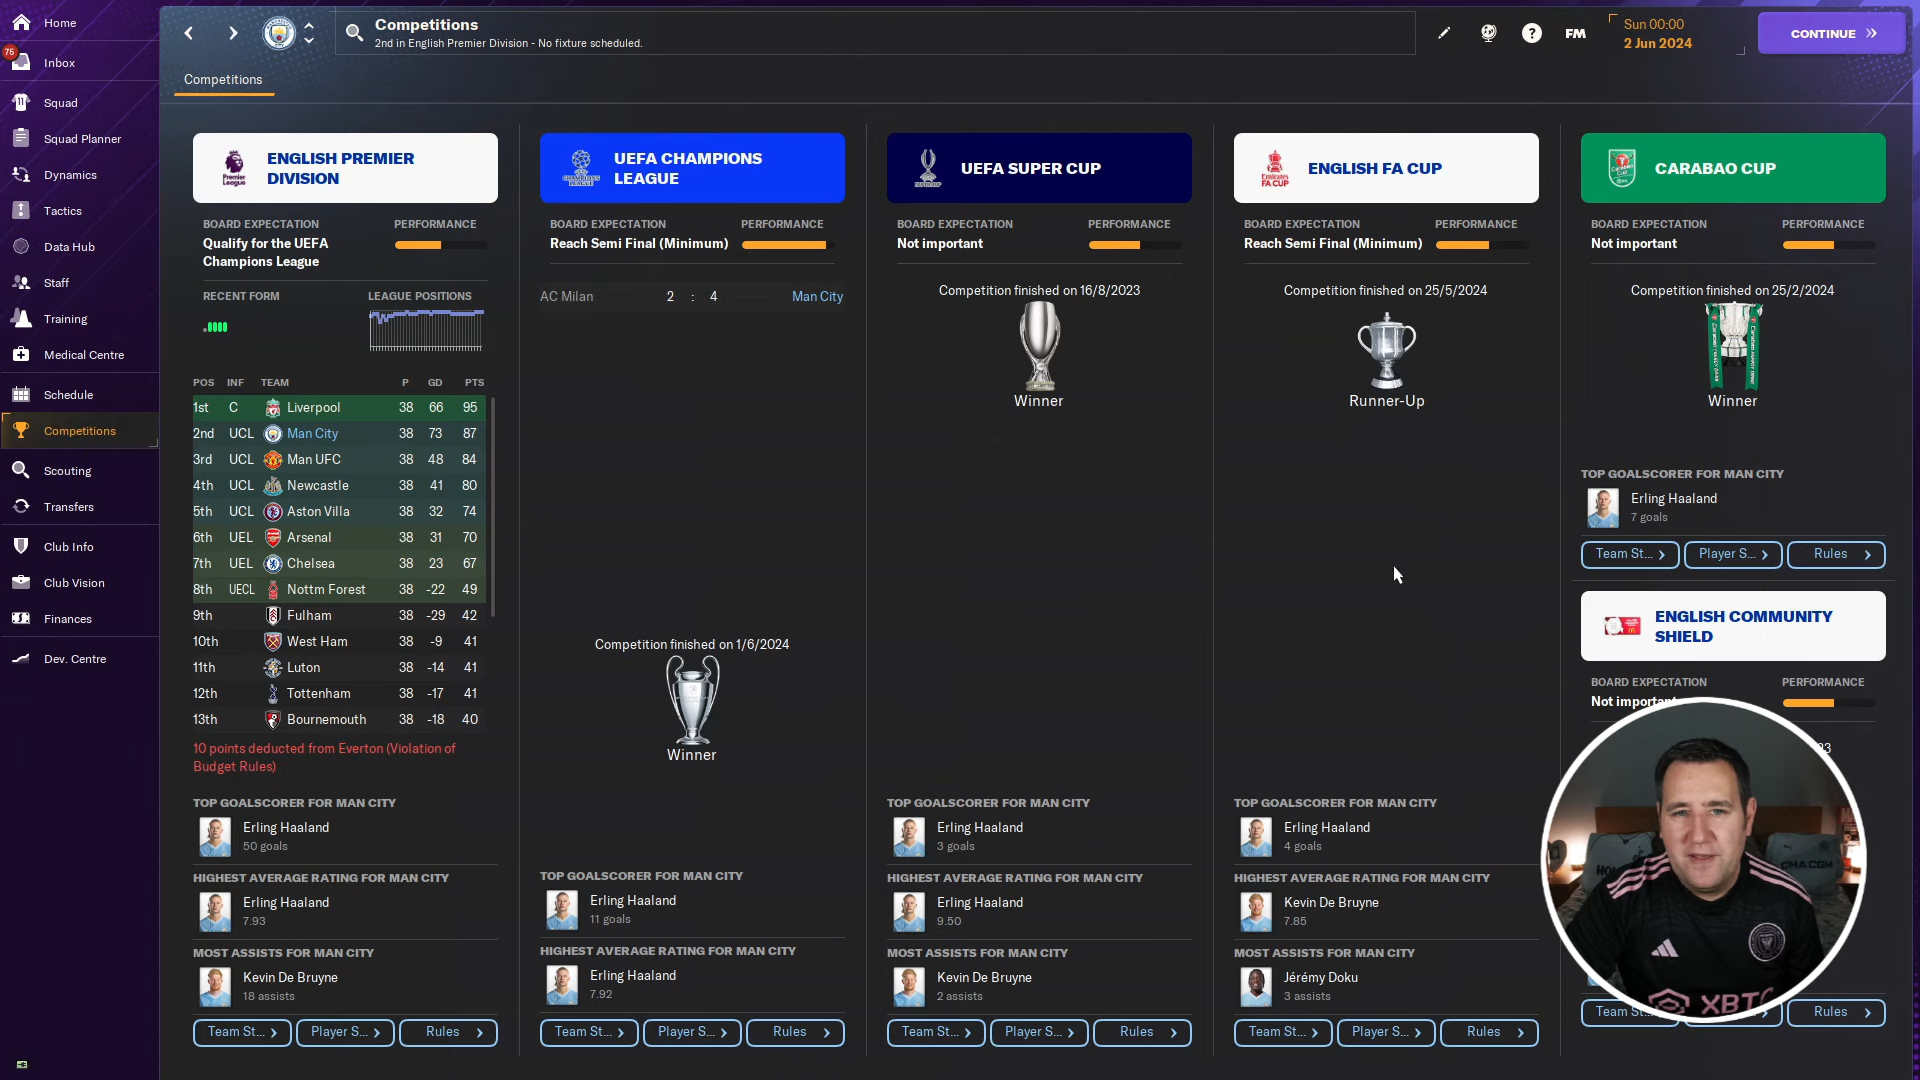 Home
75
Inbox
Squad
Squad Planner
Dynamics
Tactics
Data Hub
Staff
Training
Medical Centre
Schedule
Competitions
Scouting
Transfers
Club Info
Club Vision
Finances
Dev. Centre
Competitions
2nd in English Premier Division - No fixture scheduled.
FM
Sun 00:00
2 Jun 2024
CONTINUE
Competitions
Premier League
ENGLISH PREMIER DIVISION
BOARD EXPECTATION PERFORMANCE
Qualify for the UEFA
Champions League
RECENT FORM LEAGUE POSITIONS
POS INF TEAM P GD PTS
1st C Liverpool 38 66 95
2nd UCL Man City 38 73 87
3rd UCL Man UFC 38 48 84
4th UCL Newcastle 38 41 80
5th UCL Aston Villa 38 32 74
6th UEL Arsenal 38 31 70
7th UEL Chelsea 38 23 67
8th UECL Nottm Forest 38 -22 49
9th Fulham 38 -29 42
10th West Ham 38 -9 41
11th Luton 38 -14 41
12th Tottenham 38 -17 41
13th Bournemouth 38 -18 40
10 points deducted from Everton (Violation of
Budget Rules)
TOP GOALSCORER FOR MAN CITY
Erling Haaland
50 goals
HIGHEST AVERAGE RATING FOR MAN CITY
Erling Haaland
7.93
MOST ASSISTS FOR MAN CITY
Kevin De Bruyne
18 assists
Team St... Player S... Rules
UEFA CHAMPIONS LEAGUE
BOARD EXPECTATION PERFORMANCE
Reach Semi Final (Minimum)
AC Milan 2 : 4 Man City
Competition finished on 1/6/2024
Winner
TOP GOALSCORER FOR MAN CITY
Erling Haaland
11 goals
HIGHEST AVERAGE RATING FOR MAN CITY
Erling Haaland
7.92
Team St... Player S... Rules
UEFA SUPER CUP
BOARD EXPECTATION PERFORMANCE
Not important
Competition finished on 16/8/2023
Winner
TOP GOALSCORER FOR MAN CITY
Erling Haaland
3 goals
HIGHEST AVERAGE RATING FOR MAN CITY
Erling Haaland
9.50
MOST ASSISTS FOR MAN CITY
Kevin De Bruyne
2 assists
Team St... Player S... Rules
Emirates FA CUP
ENGLISH FA CUP
BOARD EXPECTATION PERFORMANCE
Reach Semi Final (Minimum)
Competition finished on 25/5/2024
Runner-Up
TOP GOALSCORER FOR MAN CITY
Erling Haaland
4 goals
HIGHEST AVERAGE RATING FOR MAN CITY
Kevin De Bruyne
7.85
MOST ASSISTS FOR MAN CITY
Jérémy Doku
3 assists
Team St... Player S... Rules
CARABAO CUP
BOARD EXPECTATION PERFORMANCE
Not important
Competition finished on 25/2/2024
Winner
TOP GOALSCORER FOR MAN CITY
Erling Haaland
7 goals
Team St... Player S... Rules
ENGLISH COMMUNITY SHIELD
BOARD EXPECTATION PERFORMANCE
Not important
23
CMA CGM
XBT
Team St... Rules